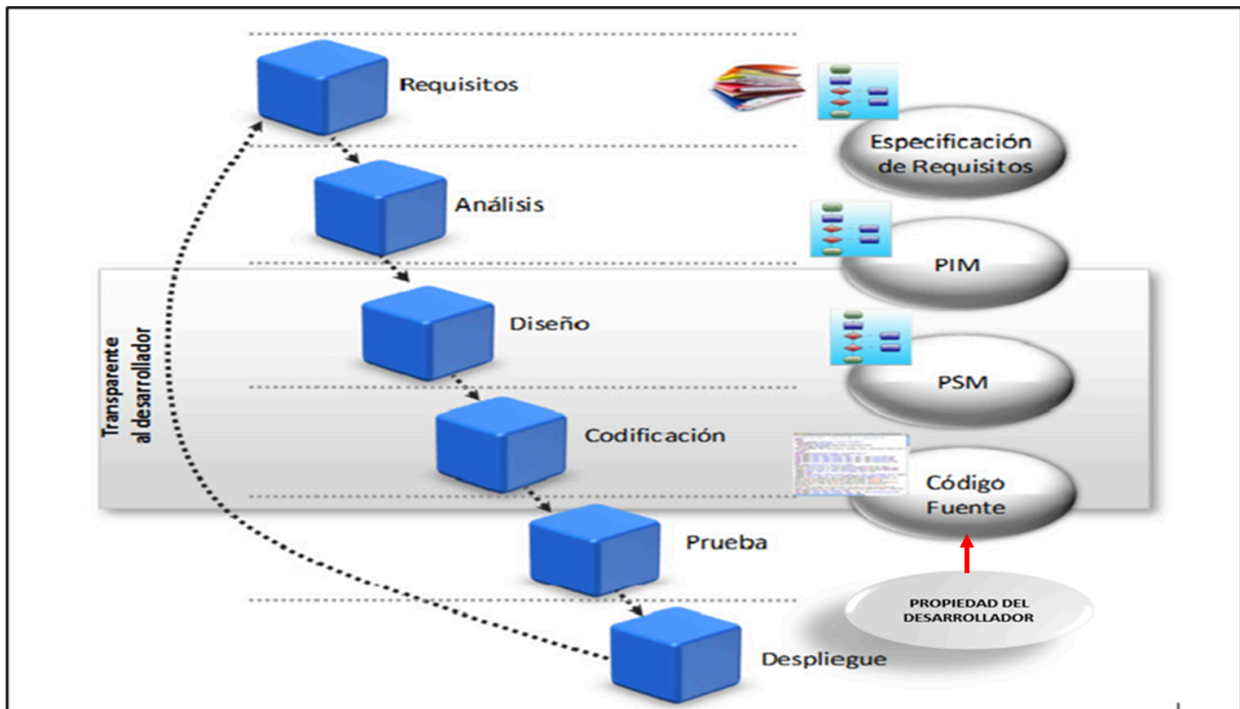 Requisitos
Especificación
de Requisitos
Análisis
PIM
Transparente
al desarrollador
Diseño
PSM
Codificación
Código
Fuente
Prueba
PROPIEDAD DEL
DESARROLLADOR
Despliegue